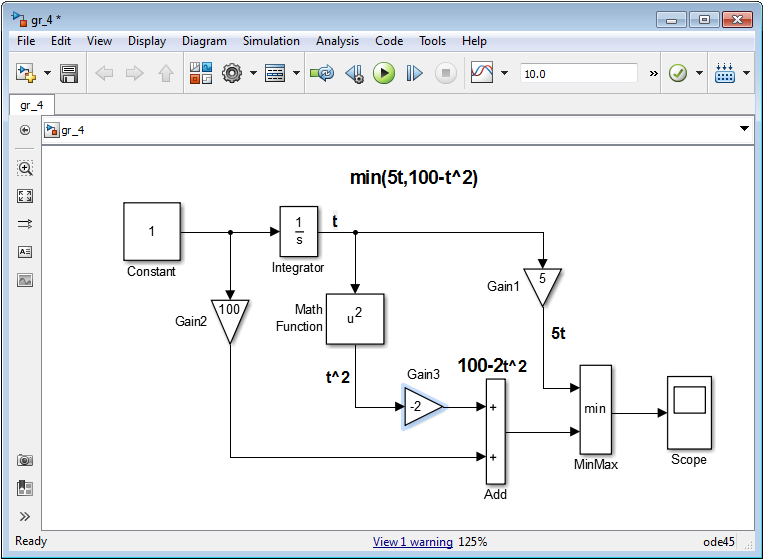 gr_4 *
File Edit View Display Diagram Simulation Analysis Code Tools Help
10.0 »
gr_4
gr_4
min(5t,100-t^2)
1
Constant
1
s
Integrator
t
5
Gain1
100
Gain2
Math
Function
u2
5t
t^2
Gain3
-2
100-2t^2
+
+
Add
min
MinMax
Scope
Ready View 1 warning 125% ode45